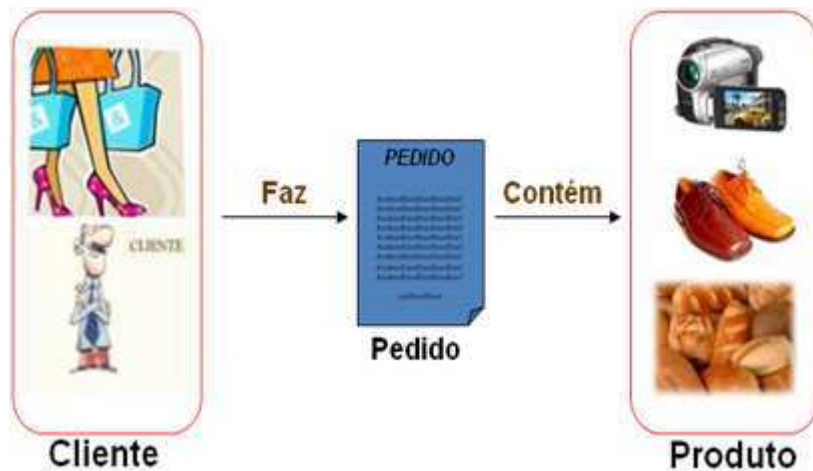 &
&
CLIENTE
Cliente
Faz
PEDIDO
Pedido
Contém
Produto